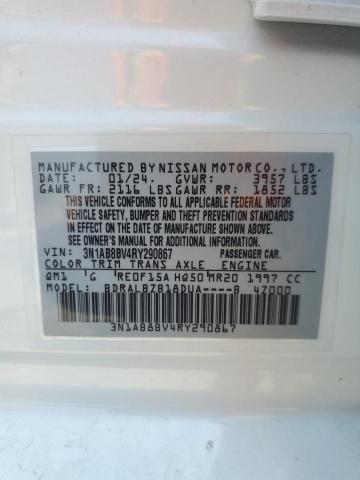 MANUFACTURED BY NISSAN MOTOR CO., LTD.
DATE: 01/24. GVWR: 3957 LBS
GAWR FR: 2116 LBS GAWR RR: 1852 LBS
THIS VEHICLE CONFORMS TO ALL APPLICABLE FEDERAL MOTOR
VEHICLE SAFETY, BUMPER AND THEFT PREVENTION STANDARDS
IN EFFECT ON THE DATE OF MANUFACTURE SHOWN ABOVE.
SEE OWNER'S MANUAL FOR ADDITIONAL INFORMATION.
VIN: 3N1AB8BV4RY290867 PASSENGER CAR.
COLOR TRIM TRANS AXLE ENGINE
QM1 'G 'RE0F15A HQ50'MR20 1997 CC
MODEL: BDRALBZB18DUA----B 47000
3N1AB8BV4RY290867